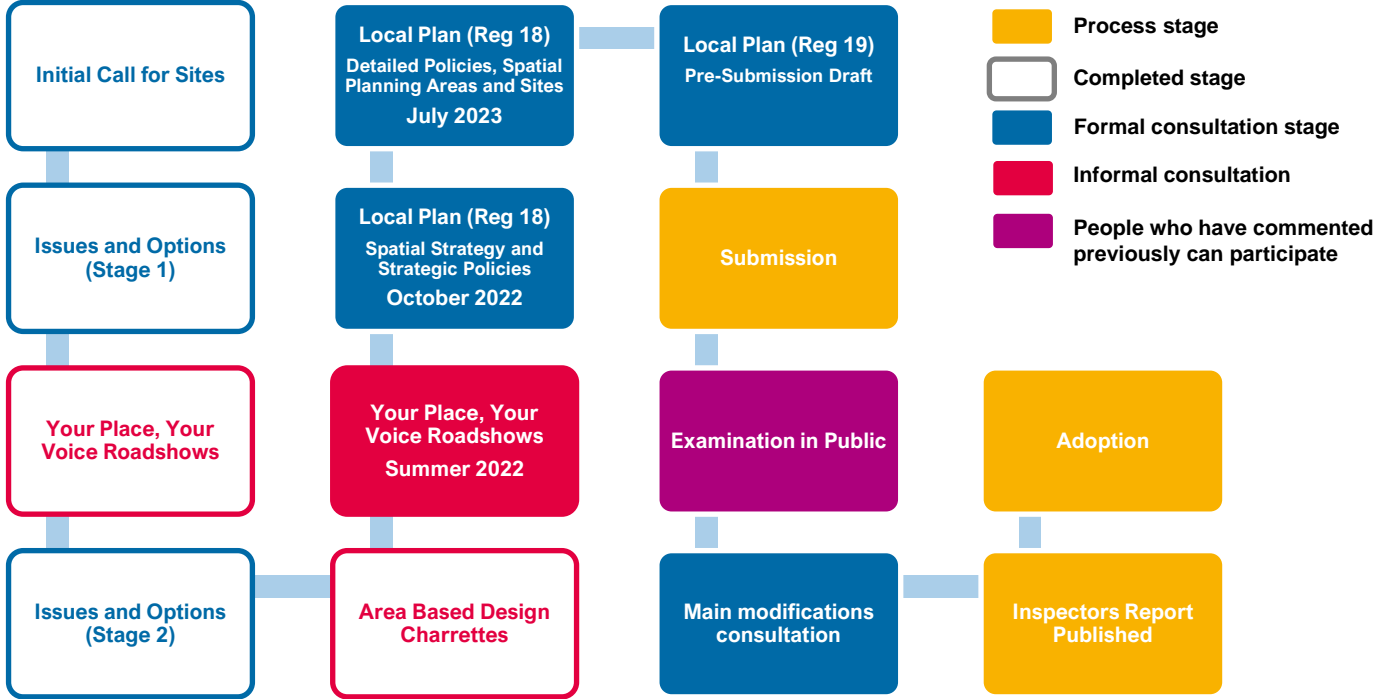 Initial Call for Sites
Issues and Options
(Stage 1)
Your Place, Your
Voice Roadshows
Issues and Options
(Stage 2)
Area Based Design
Charrettes
Your Place, Your
Voice Roadshows
Summer 2022
Local Plan (Reg 18)
Spatial Strategy and
Strategic Policies
October 2022
Local Plan (Reg 18)
Detailed Policies, Spatial
Planning Areas and Sites
July 2023
Local Plan (Reg 19)
Pre-Submission Draft
Submission
Examination in Public
Main modifications
consultation
Inspectors Report
Published
Adoption
Process stage
Completed stage
Formal consultation stage
Informal consultation
People who have commented
previously can participate